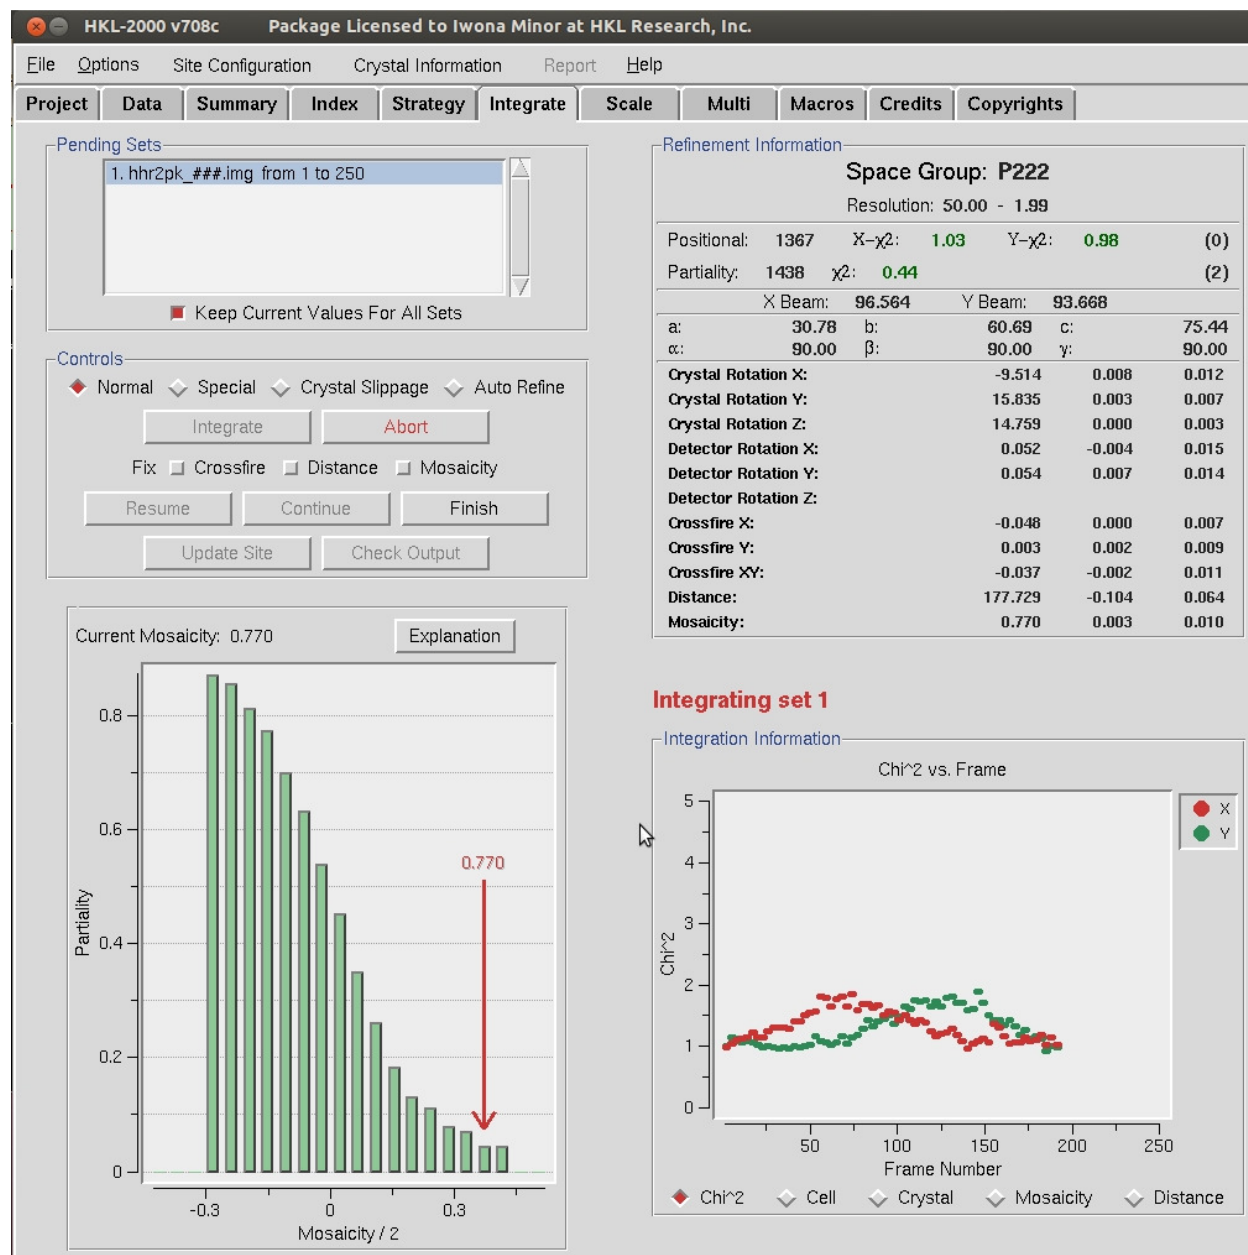 HKL-2000 v708c Package Licensed to Iwona Minor at HKL Research, Inc.
File Options Site Configuration Crystal Information Report Help
Project Data Summary Index Strategy Integrate Scale Multi Macros Credits Copyrights
Pending Sets
1. hhr2pk_###.img from 1 to 250
Keep Current Values For All Sets
Controls
Normal Special Crystal Slippage Auto Refine
Integrate Abort
Fix Crossfire Distance Mosaicity
Resume Continue Finish
Update Site Check Output
Current Mosaicity: 0.770 Explanation
0.8
0.6
0.4
0.2
0
Partiality
0.770
-0.3 0 0.3
Mosaicity / 2
Refinement Information
Space Group: P222
Resolution: 50.00 - 1.99
Positional: 1367 X-χ2: 1.03 Y-χ2: 0.98 (0)
Partiality: 1438 χ2: 0.44 (2)
X Beam: 96.564 Y Beam: 93.668
a: 30.78 b: 60.69 c: 75.44
α: 90.00 β: 90.00 γ: 90.00
Crystal Rotation X: -9.514 0.008 0.012
Crystal Rotation Y: 15.835 0.003 0.007
Crystal Rotation Z: 14.759 0.000 0.003
Detector Rotation X: 0.052 -0.004 0.015
Detector Rotation Y: 0.054 0.007 0.014
Detector Rotation Z:
Crossfire X: -0.048 0.000 0.007
Crossfire Y: 0.003 0.002 0.009
Crossfire XY: -0.037 -0.002 0.011
Distance: 177.729 -0.104 0.064
Mosaicity: 0.770 0.003 0.010
Integrating set 1
Integration Information
Chi^2 vs. Frame
5
4
3
2
1
0
Chi^2
X
Y
50 100 150 200 250
Frame Number
Chi^2 Cell Crystal Mosaicity Distance